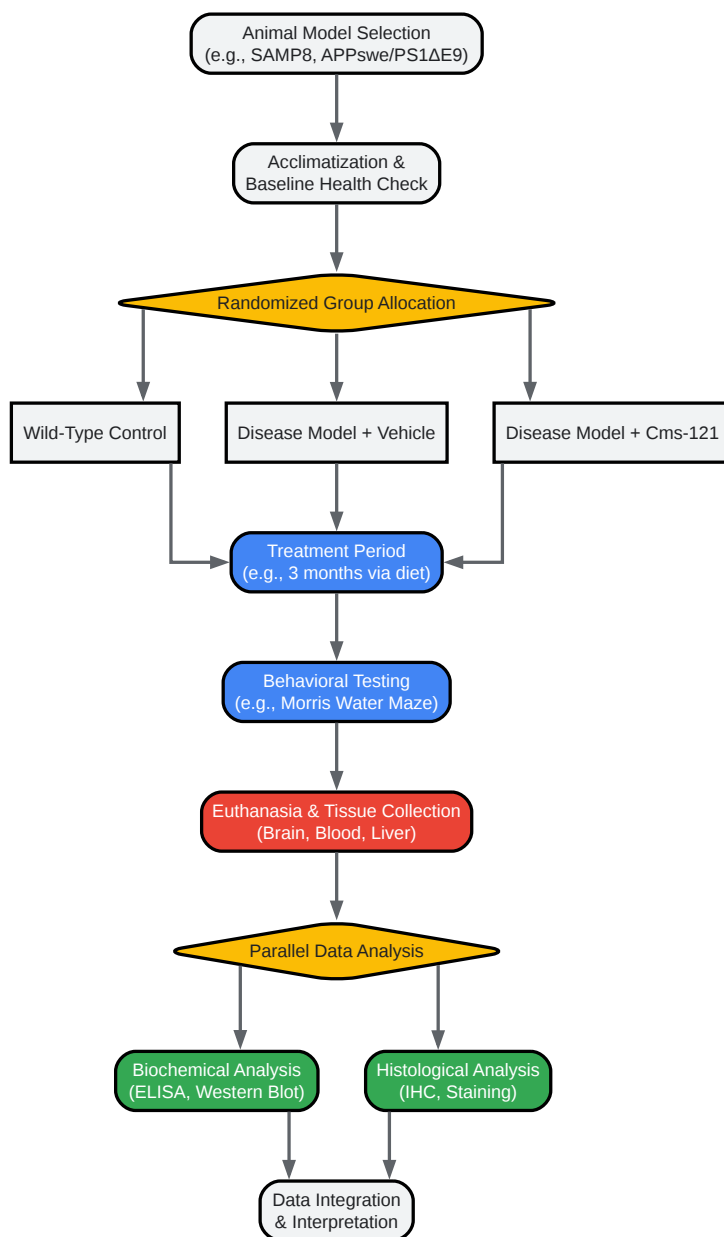 Animal Model Selection
(e.g., SAMP8, APPswe/PS1ΔE9)
Acclimatization &
Baseline Health Check
Randomized Group Allocation
Wild-Type Control
Disease Model + Vehicle
Disease Model + Cms-121
Treatment Period
(e.g., 3 months via diet)
Behavioral Testing
(e.g., Morris Water Maze)
Euthanasia & Tissue Collection
(Brain, Blood, Liver)
Parallel Data Analysis
Biochemical Analysis
(ELISA, Western Blot)
Histological Analysis
(IHC, Staining)
Data Integration
& Interpretation